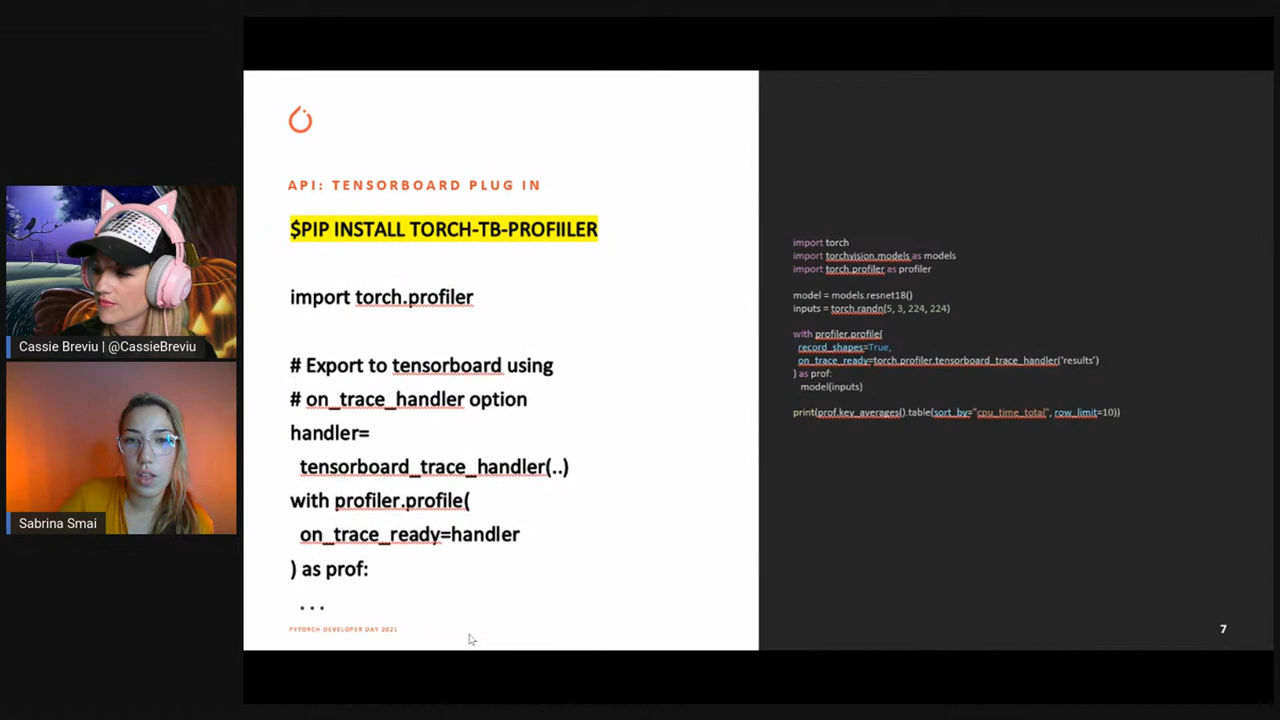 API: TENSORBOARD PLUG IN
$PIP INSTALL TORCH-TB-PROFIILER
import torch.profiler
# Export to tensorboard using
# on_trace_handler option
handler=
tensorboard_trace_handler(..)
with profiler.profile(
on_trace_ready=handler
) as prof:
...
PYTORCH DEVELOPER DAY 2021
import torch
import torchvision.models as models
import torch.profiler as profiler
model = models.resnet18()
inputs = torch.randn(5, 3, 224, 224)
with profiler.profile(
record_shapes=True,
on_trace_ready=torch.profiler.tensorboard_trace_handler('results')
) as prof:
model(inputs)
print(prof.key_averages().table(sort_by="cpu_time_total", row_limit=10))
7
Cassie Breviu | @CassieBreviu
Sabrina Smai